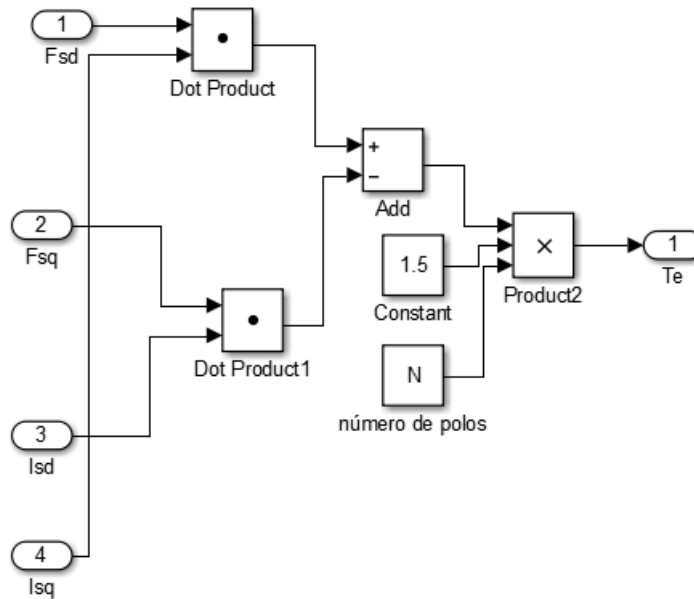 1
Fsd
Dot Product
2
Fsq
+
−
Add
1.5
Constant
×
Product2
1
Te
Dot Product1
N
número de polos
3
Isd
4
Isq